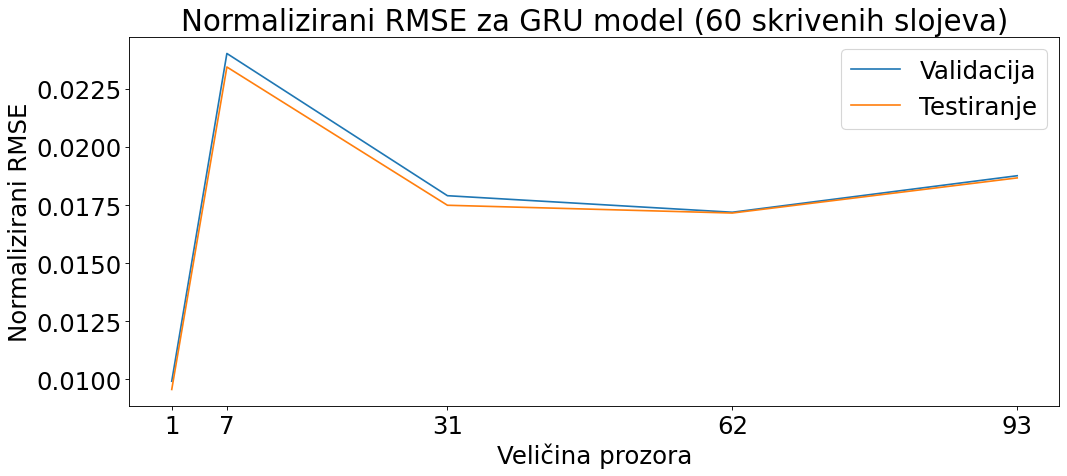 Normalizirani RMSE za GRU model (60 skrivenih slojeva)
Normalizirani RMSE
0.0225
0.0200
0.0175
0.0150
0.0125
0.0100
Validacija
Testiranje
1 7 31 62 93
Veličina prozora